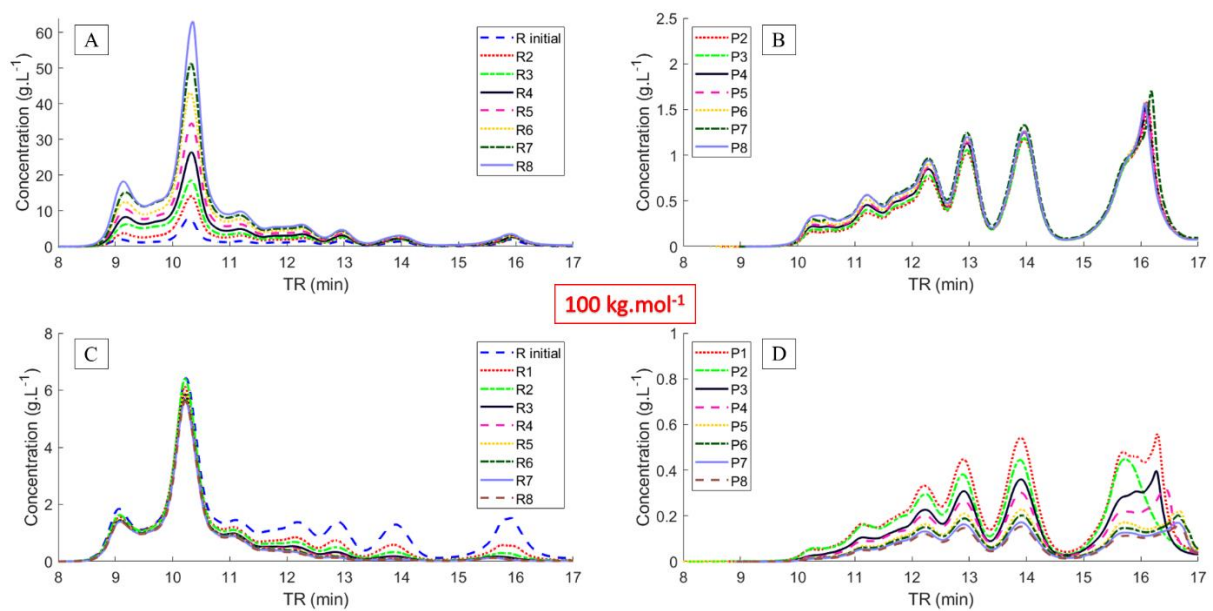 A
Concentration (g.L-1)
60
50
40
30
20
10
0
8 9 10 11 12 13 14 15 16 17
TR (min)
R initial
R2
R3
R4
R5
R6
R7
R8
B
Concentration (g.L-1)
2.5
2
1.5
1
0.5
0
8 9 10 11 12 13 14 15 16 17
TR (min)
P2
P3
P4
P5
P6
P7
P8
100 kg.mol-1
C
Concentration (g.L-1)
8
6
4
2
0
8 9 10 11 12 13 14 15 16 17
TR (min)
R initial
R1
R2
R3
R4
R5
R6
R7
R8
D
Concentration (g.L-1)
1
0.8
0.6
0.4
0.2
0
8 9 10 11 12 13 14 15 16 17
TR (min)
P1
P2
P3
P4
P5
P6
P7
P8